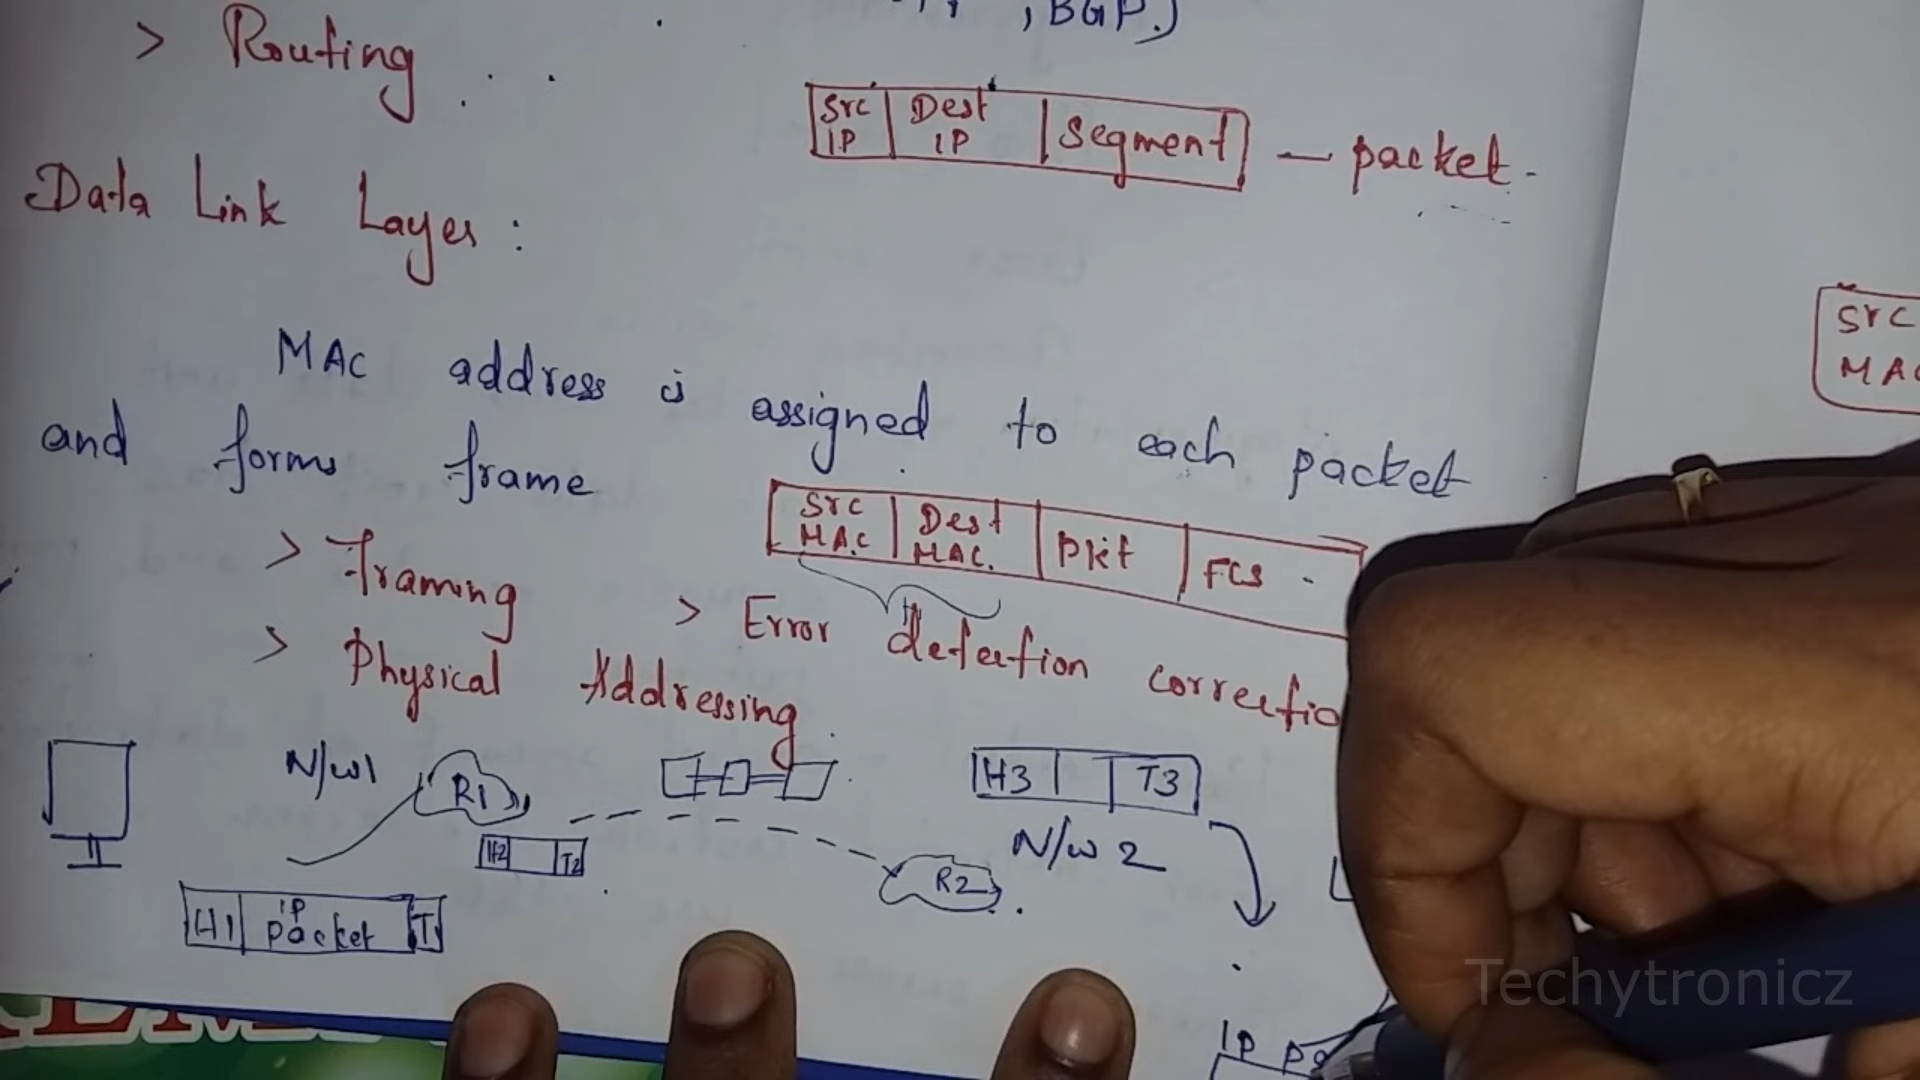 , BGP.)
> Routing
Src IP | Dest IP | Segment — packet.
Data Link Layer :
Src
MAC
MAC address is assigned to each packet
and forms frame
Src MAC | Dest MAC. | Pkt | FCS
> Framing
> Error detection correctio
> Physical Addressing
N/w1
R1
H3 T3
H2 T2
N/w 2
R2
H1 IP packet T1
IP pa
Techytronicz